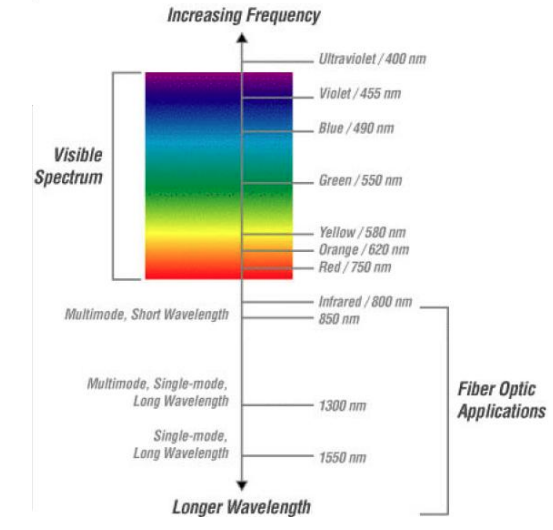 Increasing Frequency
Ultraviolet / 400 nm
Violet / 455 nm
Blue / 490 nm
Visible
Spectrum
Green / 550 nm
Yellow / 580 nm
Orange / 620 nm
Red / 750 nm
Infrared / 800 nm
Multimode, Short Wavelength
850 nm
Multimode, Single-mode,
Long Wavelength
1300 nm
Fiber Optic
Applications
Single-mode,
Long Wavelength
1550 nm
Longer Wavelength